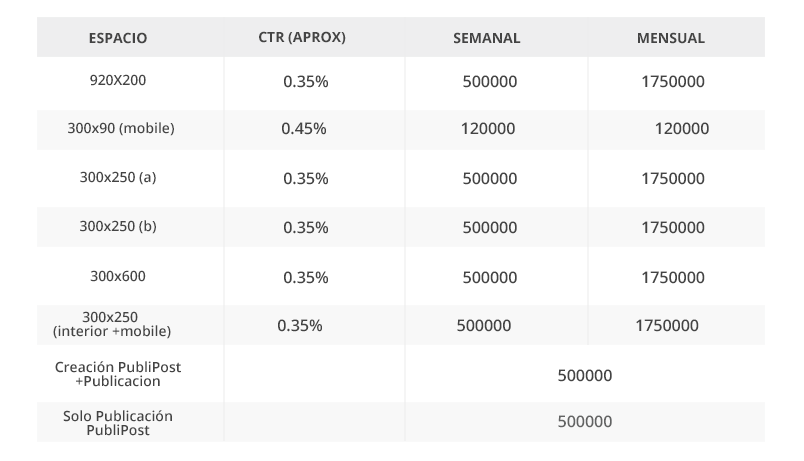 ESPACIO CTR (APROX) SEMANAL MENSUAL
920X200 0.35% 500000 1750000
300x90 (mobile) 0.45% 120000 120000
300x250 (a) 0.35% 500000 1750000
300x250 (b) 0.35% 500000 1750000
300x600 0.35% 500000 1750000
300x250
(interior +mobile) 0.35% 500000 1750000
Creación PubliPost
+Publicacion 500000
Solo Publicación
PubliPost 500000